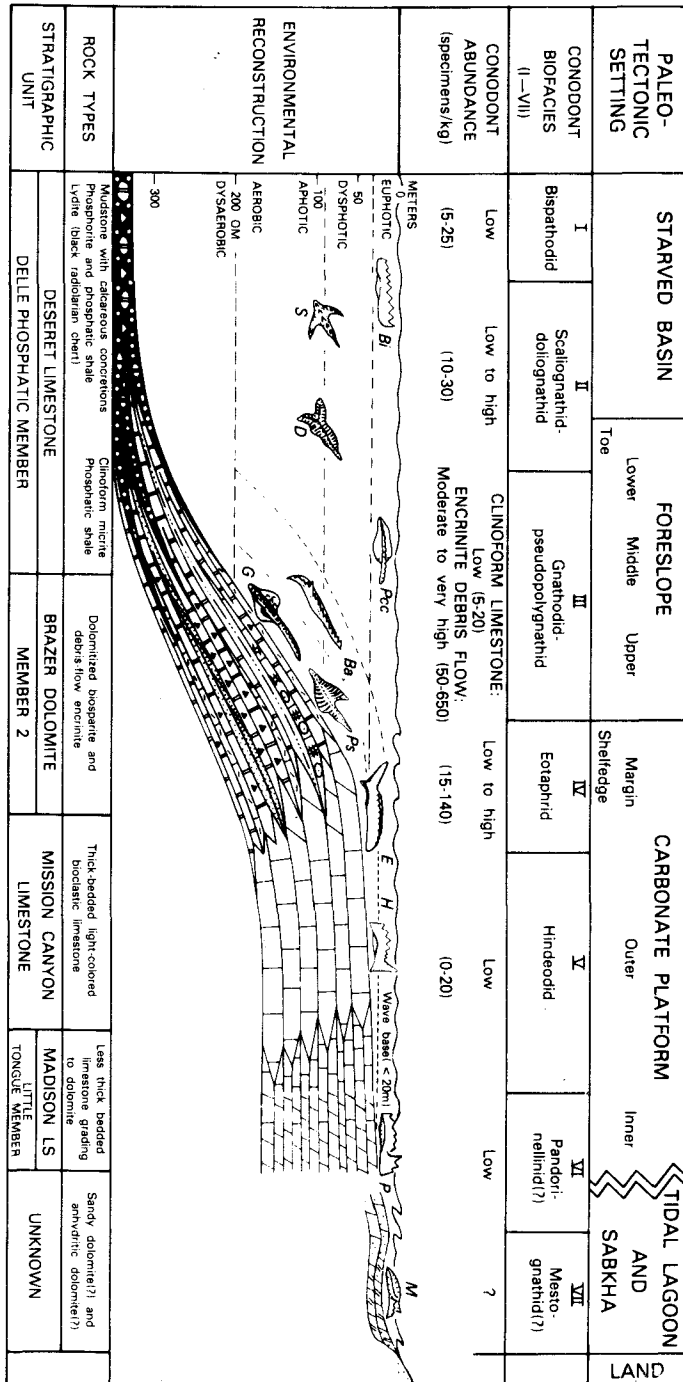 PALEO-
TECTONIC
SETTING
STARVED BASIN
FORESLOPE
Toe
Lower
Middle
Upper
CARBONATE PLATFORM
Shelfedge
Margin
Outer
Inner
TIDAL LAGOON
AND
SABKHA
LAND
CONODONT
BIOFACIES
(I–VII)
I
Bispathodid
II
Scaliognathid-
doliognathid
III
Gnathodid-
pseudopolygnathid
IV
Eotaphrid
V
Hindeodid
VI
Pandori-
nellinid(?)
VII
Mesto-
gnathid(?)
CONODONT
ABUNDANCE
(specimens/kg)
Low
(5-25)
Low to high
(10-30)
CLINOFORM LIMESTONE:
Low (5-20)
ENCRINITE DEBRIS FLOW:
Moderate to very high (50-650)
Low to high
(15-140)
Low
(0-20)
Low
?
ENVIRONMENTAL
RECONSTRUCTION
METERS
0
EUPHOTIC
50
DYSPHOTIC
100
APHOTIC
AEROBIC
200 OM
DYSAEROBIC
300
Bi
S
D
Pcc
G
Ba
Ps
E
H
Wave base(<20m)
P
M
ROCK TYPES
Mudstone with calcareous concretions
Phosphorite and phosphatic shale
Lydite (black radiolarian chert)
Clinoform micrite
Phosphatic shale
Dolomitized biosparite and
debris-flow encrinite
Thick-bedded light-colored
bioclastic limestone
Less thick bedded
limestone grading
to dolomite
Sandy dolomite(?) and
anhydritic dolomite(?)
STRATIGRAPHIC
UNIT
DESERET LIMESTONE
DELLE PHOSPHATIC MEMBER
BRAZER DOLOMITE
MEMBER 2
MISSION CANYON
LIMESTONE
MADISON LS
LITTLE
TONGUE MEMBER
UNKNOWN